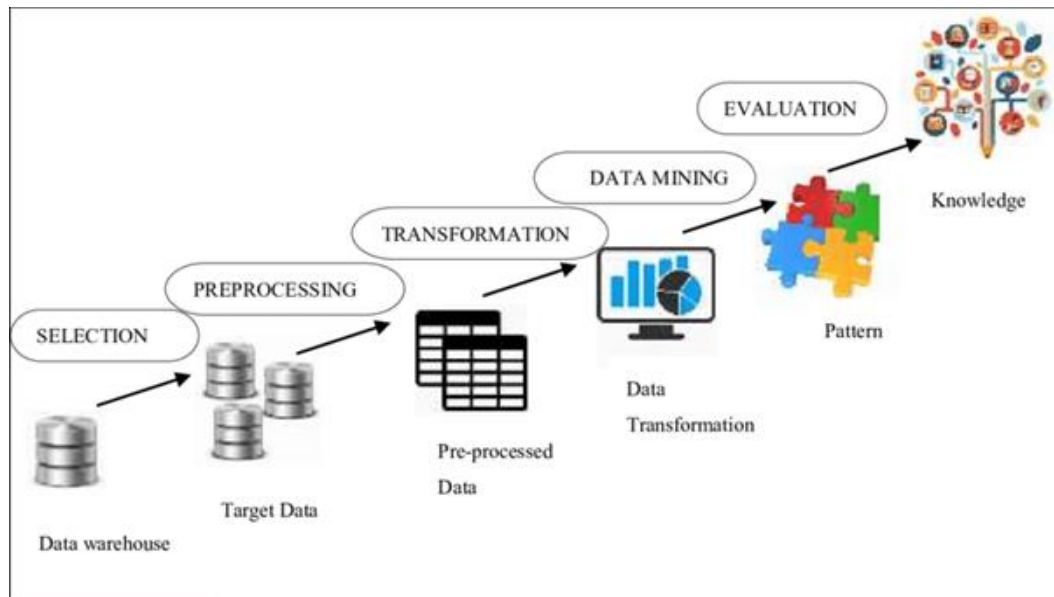 EVALUATION
DATA MINING
Knowledge
TRANSFORMATION
PREPROCESSING
SELECTION
Pattern
Data
Transformation
Pre-processed
Data
Target Data
Data warehouse